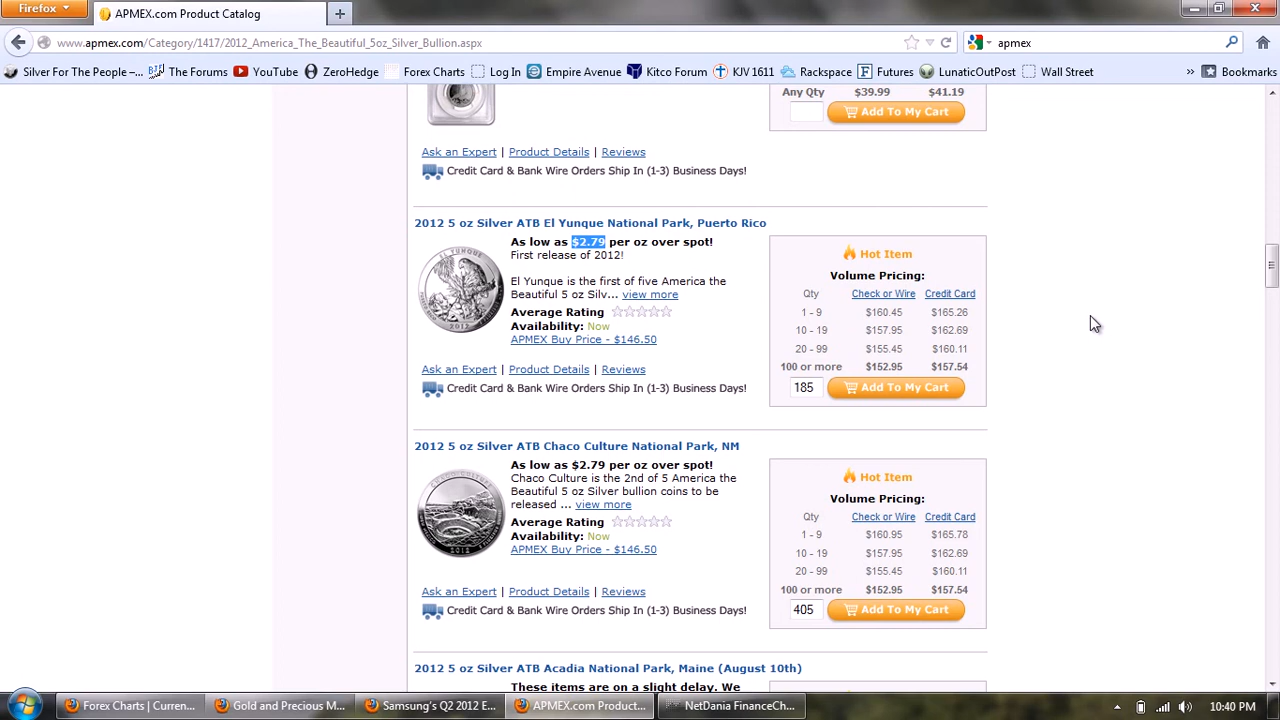 Firefox
APMEX.com Product Catalog
www.apmex.com/Category/1417/2012_America_The_Beautiful_5oz_Silver_Bullion.aspx
apmex
Silver For The People –...
The Forums
YouTube
ZeroHedge
Forex Charts
Log In
Empire Avenue
Kitco Forum
KJV 1611
Rackspace
Futures
LunaticOutPost
Wall Street
»
Bookmarks
Any Qty $39.99 $41.19
Add To My Cart
Ask an Expert | Product Details | Reviews
Credit Card & Bank Wire Orders Ship In (1-3) Business Days!
2012 5 oz Silver ATB El Yunque National Park, Puerto Rico
As low as $2.79 per oz over spot!
First release of 2012!
El Yunque is the first of five America the
Beautiful 5 oz Silv... view more
Average Rating
Availability: Now
APMEX Buy Price - $146.50
EL YUNQUE
2012
Hot Item
Volume Pricing:
Qty Check or Wire Credit Card
1 - 9 $160.45 $165.26
10 - 19 $157.95 $162.69
20 - 99 $155.45 $160.11
100 or more $152.95 $157.54
185 Add To My Cart
Ask an Expert | Product Details | Reviews
Credit Card & Bank Wire Orders Ship In (1-3) Business Days!
2012 5 oz Silver ATB Chaco Culture National Park, NM
As low as $2.79 per oz over spot!
Chaco Culture is the 2nd of 5 America the
Beautiful 5 oz Silver bullion coins to be
released ... view more
Average Rating
Availability: Now
APMEX Buy Price - $146.50
CHACO CULTURE
2012
Hot Item
Volume Pricing:
Qty Check or Wire Credit Card
1 - 9 $160.95 $165.78
10 - 19 $157.95 $162.69
20 - 99 $155.45 $160.11
100 or more $152.95 $157.54
405 Add To My Cart
Ask an Expert | Product Details | Reviews
Credit Card & Bank Wire Orders Ship In (1-3) Business Days!
2012 5 oz Silver ATB Acadia National Park, Maine (August 10th)
These items are on a slight delay. We
Forex Charts | Curren...
Gold and Precious M...
Samsung's Q2 2012 E...
APMEX.com Product...
NetDania FinanceCh...
10:40 PM